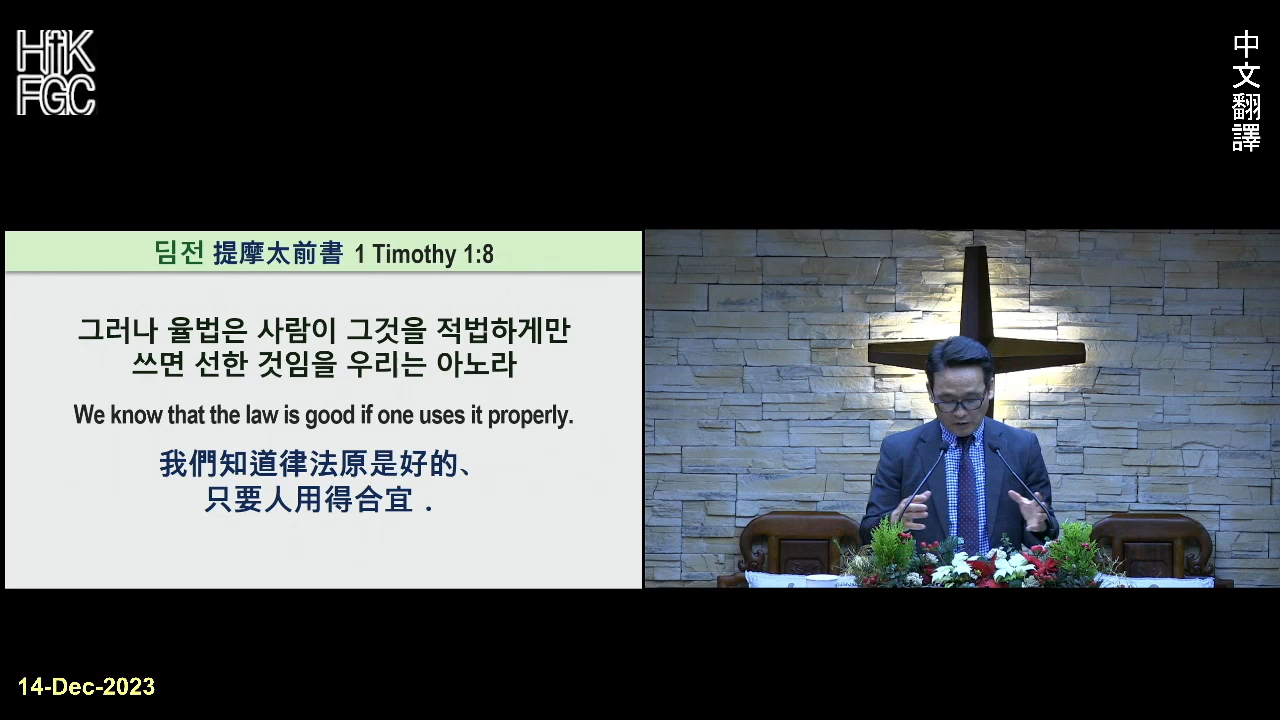 HfK
FGC
中文翻譯
딤전 提摩太前書 1 Timothy 1:8
그러나 율법은 사람이 그것을 적법하게만
쓰면 선한 것임을 우리는 아노라
We know that the law is good if one uses it properly.
我們知道律法原是好的、
只要人用得合宜 .
14-Dec-2023